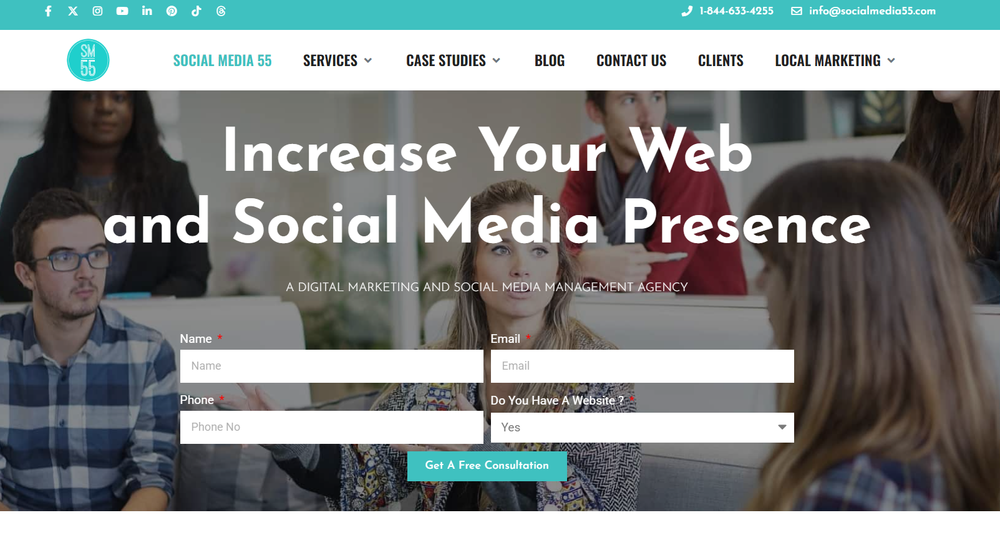 1-844-633-4255 info@socialmedia55.com
SM
55
SOCIAL MEDIA 55 SERVICES CASE STUDIES BLOG CONTACT US CLIENTS LOCAL MARKETING
Increase Your Web
and Social Media Presence
A DIGITAL MARKETING AND SOCIAL MEDIA MANAGEMENT AGENCY
Name * Email *
Name Email
Phone * Do You Have A Website ? *
Phone No Yes
Get A Free Consultation